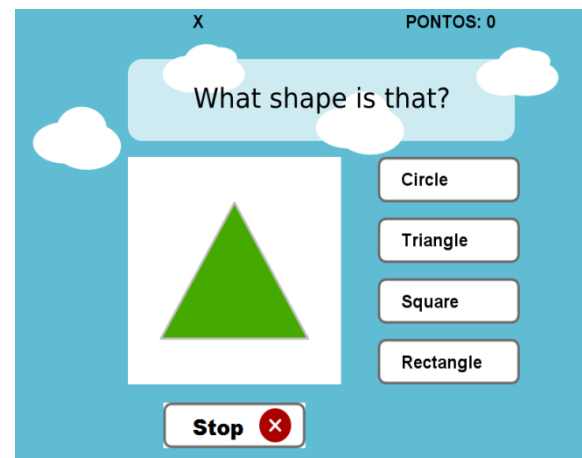 X PONTOS: 0
What shape is that?
Circle
Triangle
Square
Rectangle
Stop